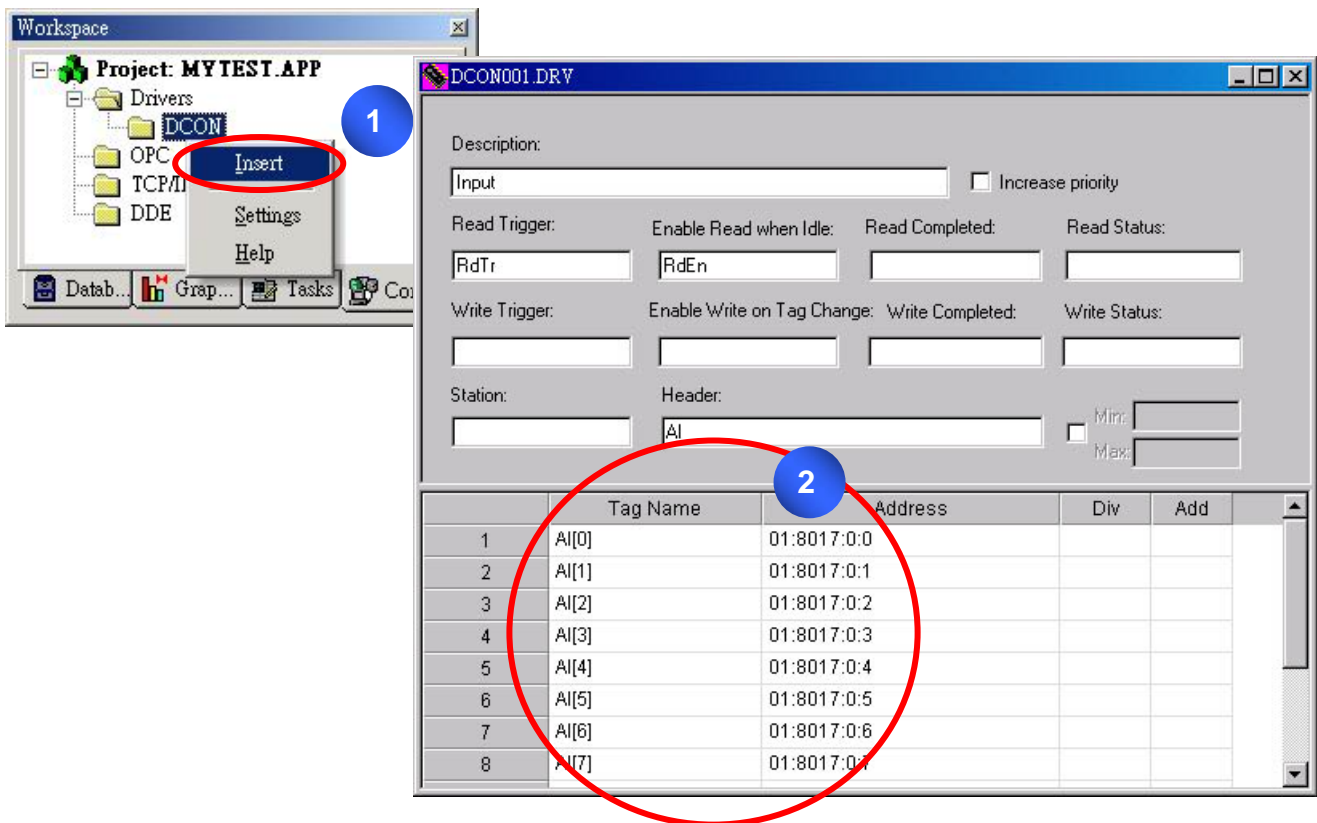 Workspace
Project: MYTEST.APP
Drivers
DCON
OPC
DDE
Insert
Settings
Help
Datab...
Grap...
Tasks
1
DCON001.DRV
Description:
Input
Increase priority
Read Trigger: Enable Read when Idle: Read Completed: Read Status:
RdTr RdEn
Write Trigger: Enable Write on Tag Change: Write Completed: Write Status:
Station: Header:
AI
Min:
Max:
2
Tag Name Address Div Add
1 AI[0] 01:8017:0:0
2 AI[1] 01:8017:0:1
3 AI[2] 01:8017:0:2
4 AI[3] 01:8017:0:3
5 AI[4] 01:8017:0:4
6 AI[5] 01:8017:0:5
7 AI[6] 01:8017:0:6
8 AI[7] 01:8017:0:7